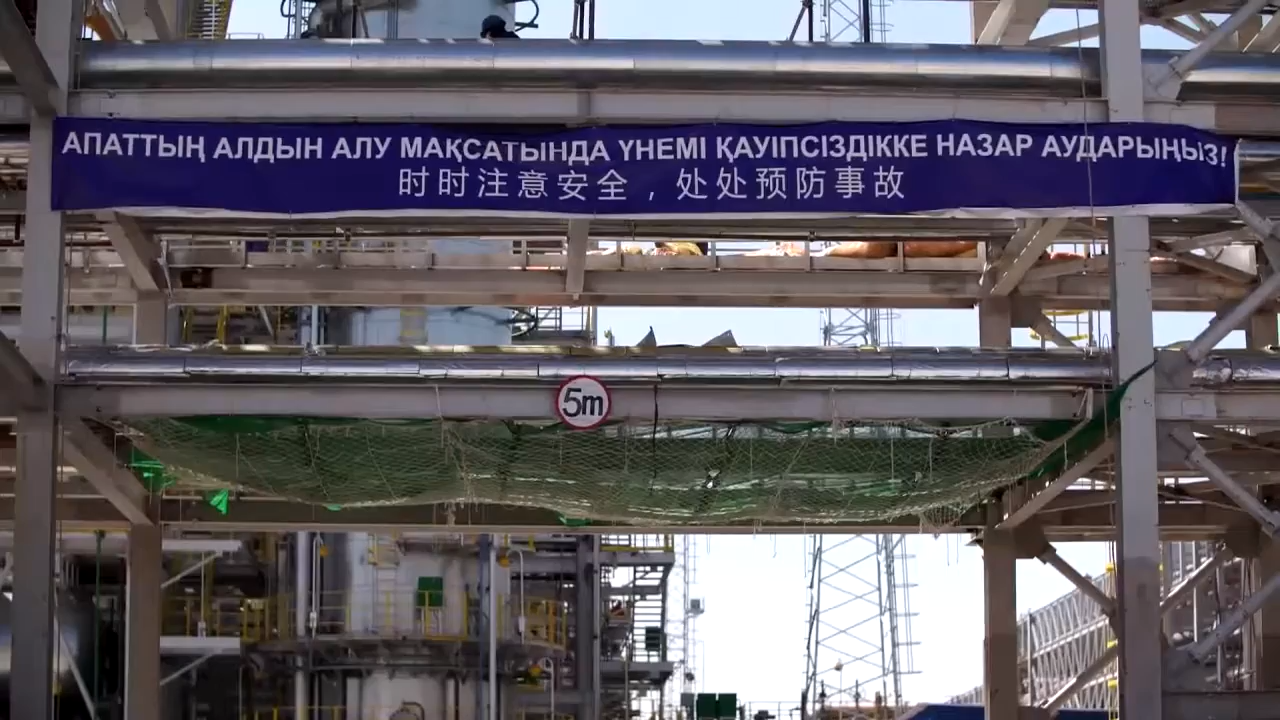 АПАТТЫҢ АЛДЫН АЛУ МАҚСАТЫНДА ҮНЕМІ ҚАУІПСІЗДІККЕ НАЗАР АУДАРЫҢЫЗ!
时时注意安全，处处预防事故
5m